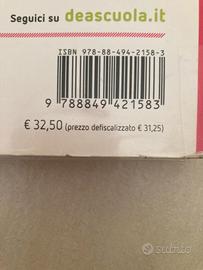 Seguici su deascuola.it
ISBN 978-88-494-2158-3
9 788849 421583
€ 32,50 (prezzo defiscalizzato € 31,25)
subito